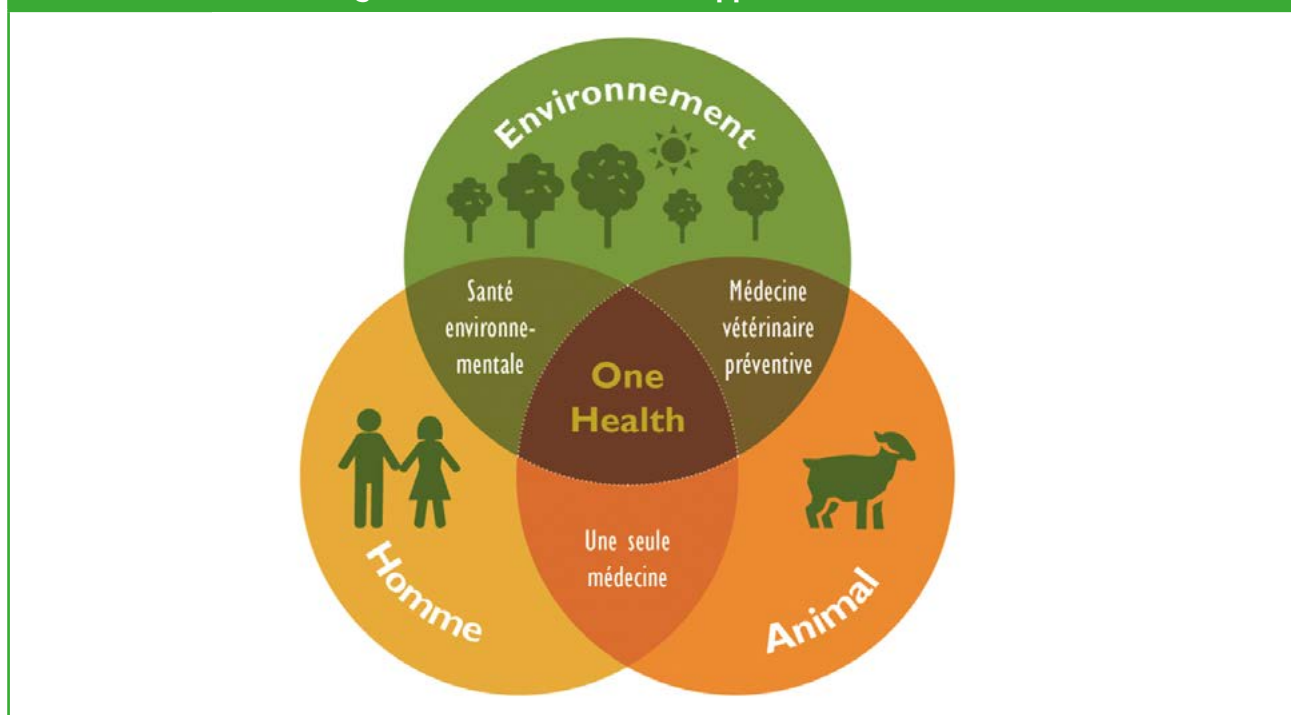 Environnement
Santé
environne-
mentale
Médecine
vétérinaire
préventive
One
Health
Une seule
médecine
Homme
Animal